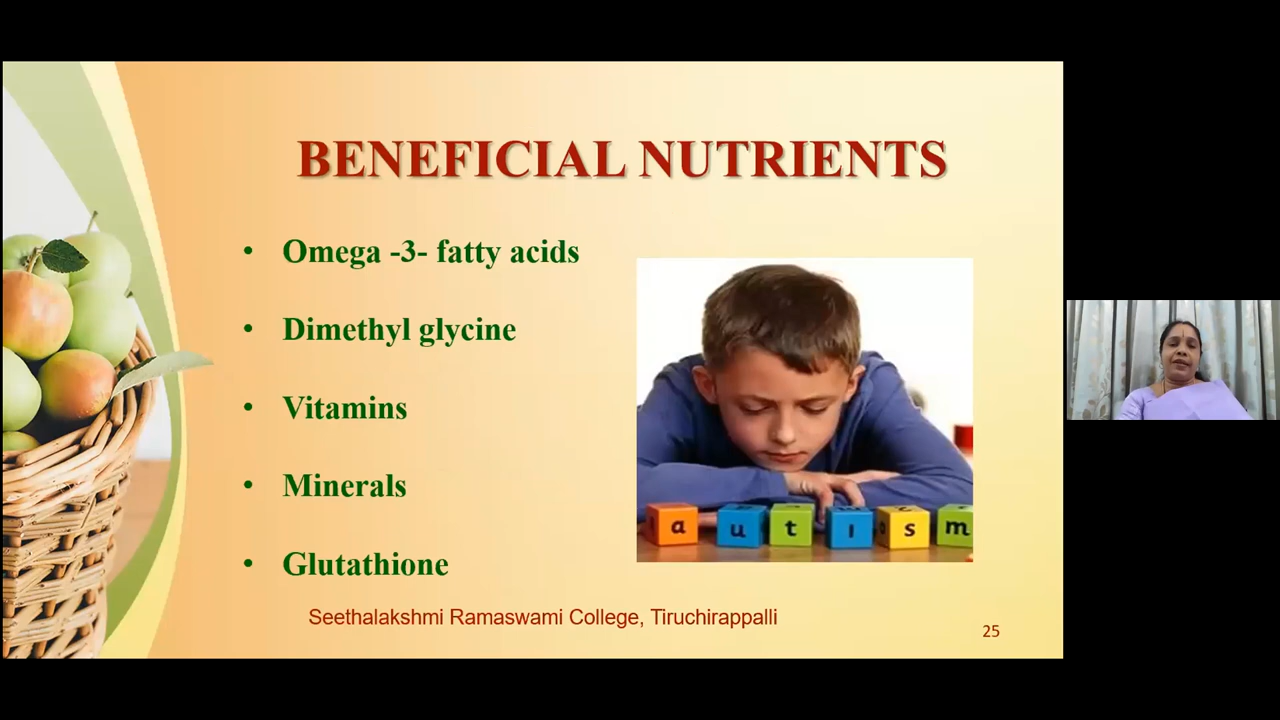 BENEFICIAL NUTRIENTS
• Omega -3- fatty acids
• Dimethyl glycine
• Vitamins
• Minerals
• Glutathione
a u t i s m
Seethalakshmi Ramaswami College, Tiruchirappalli
25